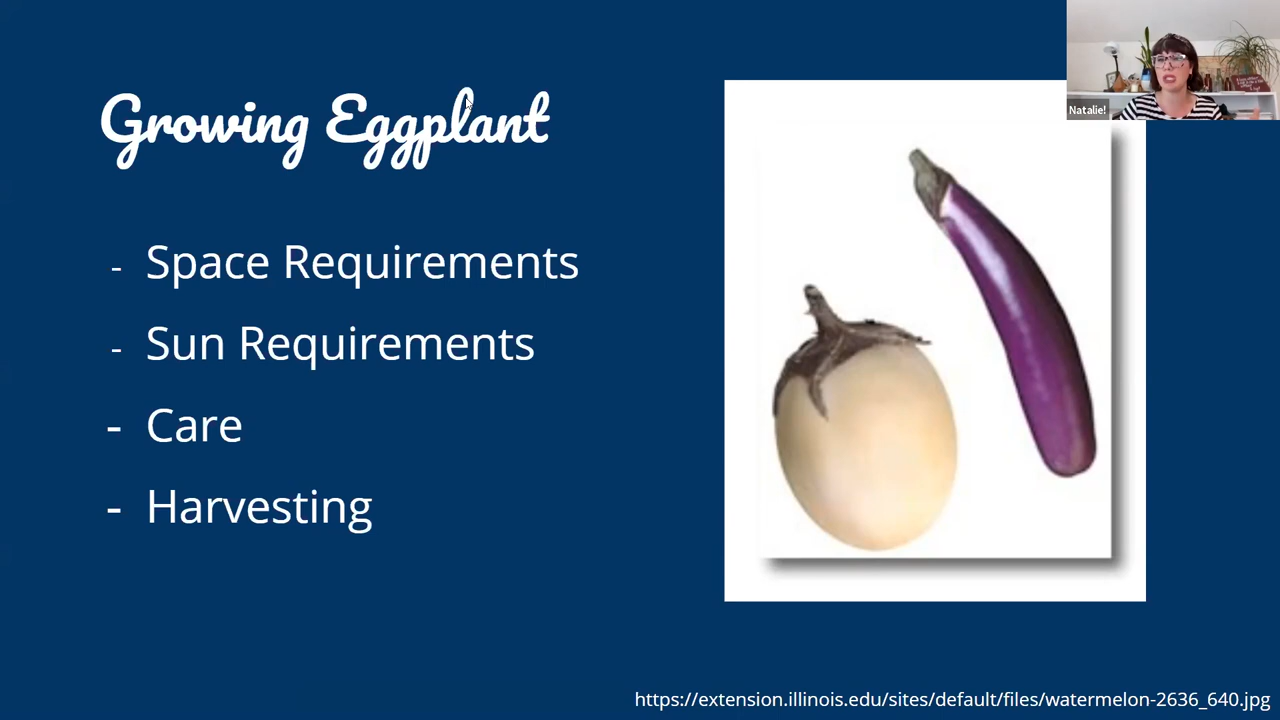 Growing Eggplant
- Space Requirements
- Sun Requirements
- Care
- Harvesting
Natalie!
https://extension.illinois.edu/sites/default/files/watermelon-2636_640.jpg